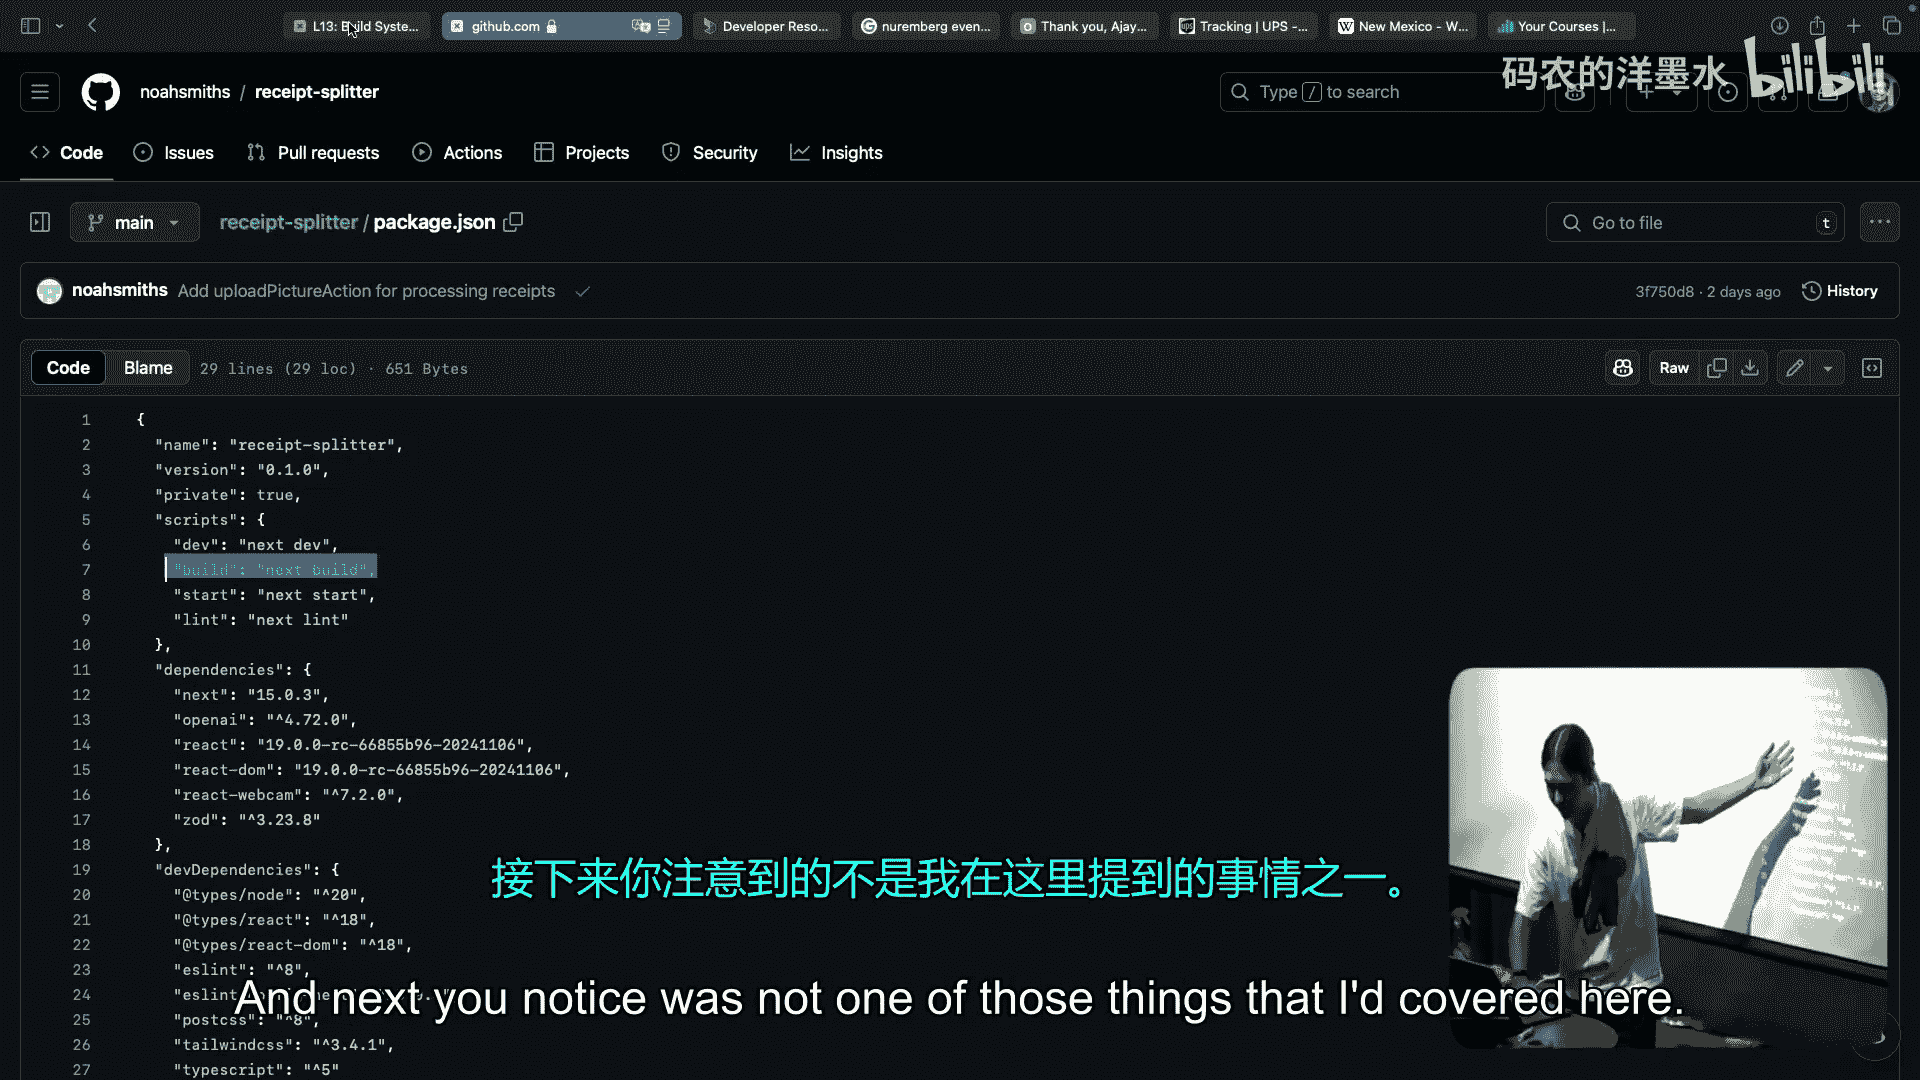 L13: Build Syste...
github.com
Developer Reso...
nuremberg even...
Thank you, Ajay...
Tracking | UPS -...
New Mexico - W...
Your Courses |...
noahsmiths / receipt-splitter
Type / to search
码农的洋墨水 bilibili
Code
Issues
Pull requests
Actions
Projects
Security
Insights
main
receipt-splitter / package.json
Go to file
t
noahsmiths Add uploadPictureAction for processing receipts
3f750d8 · 2 days ago
History
Code
Blame
29 lines (29 loc) · 651 Bytes
Raw
1 {
2 "name": "receipt-splitter",
3 "version": "0.1.0",
4 "private": true,
5 "scripts": {
6 "dev": "next dev",
7 "build": "next build",
8 "start": "next start",
9 "lint": "next lint"
10 },
11 "dependencies": {
12 "next": "15.0.3",
13 "openai": "^4.72.0",
14 "react": "19.0.0-rc-66855b96-20241106",
15 "react-dom": "19.0.0-rc-66855b96-20241106",
16 "react-webcam": "^7.2.0",
17 "zod": "^3.23.8"
18 },
19 "devDependencies": {
20 "@types/node": "^20",
21 "@types/react": "^18",
22 "@types/react-dom": "^18",
23 "eslint": "^8",
24 "eslint
25 "postcss": "^8",
26 "tailwindcss": "^3.4.1",
27 "typescript": "^5"
接下来你注意到的不是我在这里提到的事情之一。
And next you notice was not one of those things that I'd covered here.